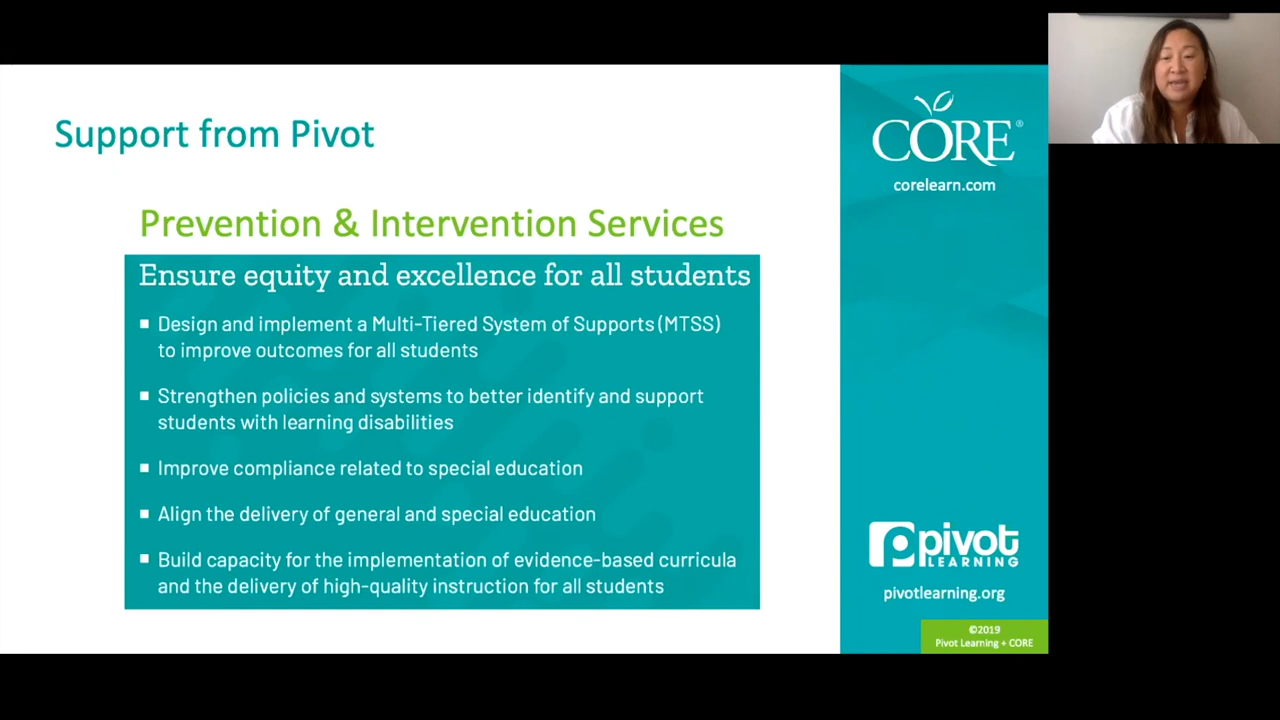 Support from Pivot
Prevention & Intervention Services
Ensure equity and excellence for all students
▪ Design and implement a Multi-Tiered System of Supports (MTSS)
to improve outcomes for all students
▪ Strengthen policies and systems to better identify and support
students with learning disabilities
▪ Improve compliance related to special education
▪ Align the delivery of general and special education
▪ Build capacity for the implementation of evidence-based curricula
and the delivery of high-quality instruction for all students
CORE®
corelearn.com
pivot
LEARNING
pivotlearning.org
©2019
Pivot Learning + CORE